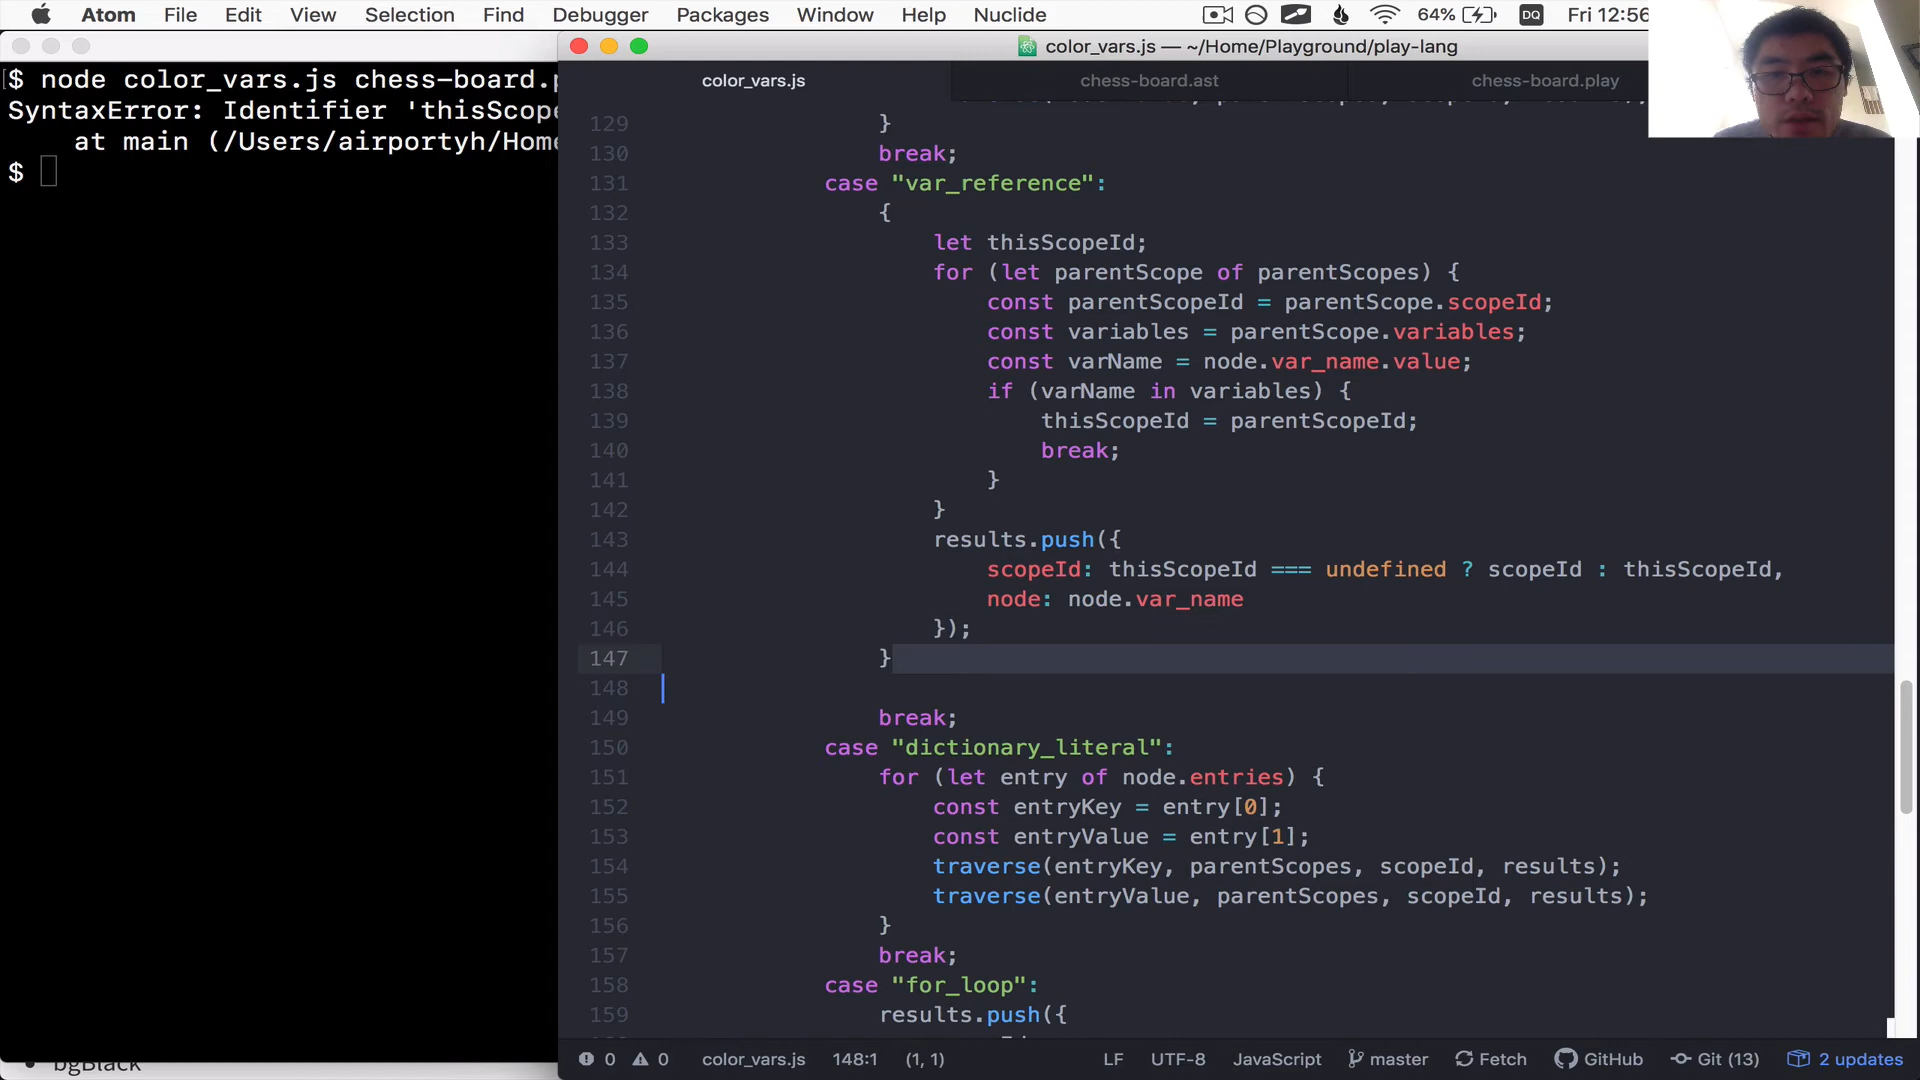 Atom File Edit View Selection Find Debugger Packages Window Help Nuclide 64% DQ Fri 12:56
color_vars.js — ~/Home/Playground/play-lang
$ node color_vars.js chess-board.
SyntaxError: Identifier 'thisScope
at main (/Users/airportyh/Home
$
color_vars.js chess-board.ast chess-board.play
129 }
130 break;
131 case "var_reference":
132 {
133 let thisScopeId;
134 for (let parentScope of parentScopes) {
135 const parentScopeId = parentScope.scopeId;
136 const variables = parentScope.variables;
137 const varName = node.var_name.value;
138 if (varName in variables) {
139 thisScopeId = parentScopeId;
140 break;
141 }
142 }
143 results.push({
144 scopeId: thisScopeId === undefined ? scopeId : thisScopeId,
145 node: node.var_name
146 });
147 }
148
149 break;
150 case "dictionary_literal":
151 for (let entry of node.entries) {
152 const entryKey = entry[0];
153 const entryValue = entry[1];
154 traverse(entryKey, parentScopes, scopeId, results);
155 traverse(entryValue, parentScopes, scopeId, results);
156 }
157 break;
158 case "for_loop":
159 results.push({
0 0 color_vars.js 148:1 (1, 1) LF UTF-8 JavaScript master Fetch GitHub Git (13) 2 updates
bgBlack